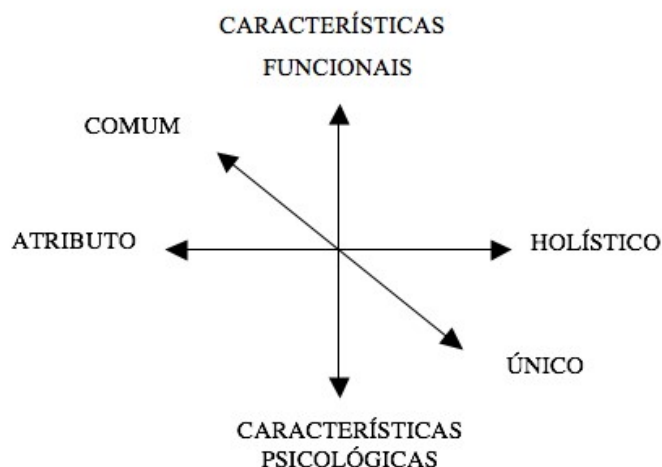 CARACTERÍSTICAS
FUNCIONAIS
COMUM
ATRIBUTO
HOLÍSTICO
ÚNICO
CARACTERÍSTICAS
PSICOLÓGICAS